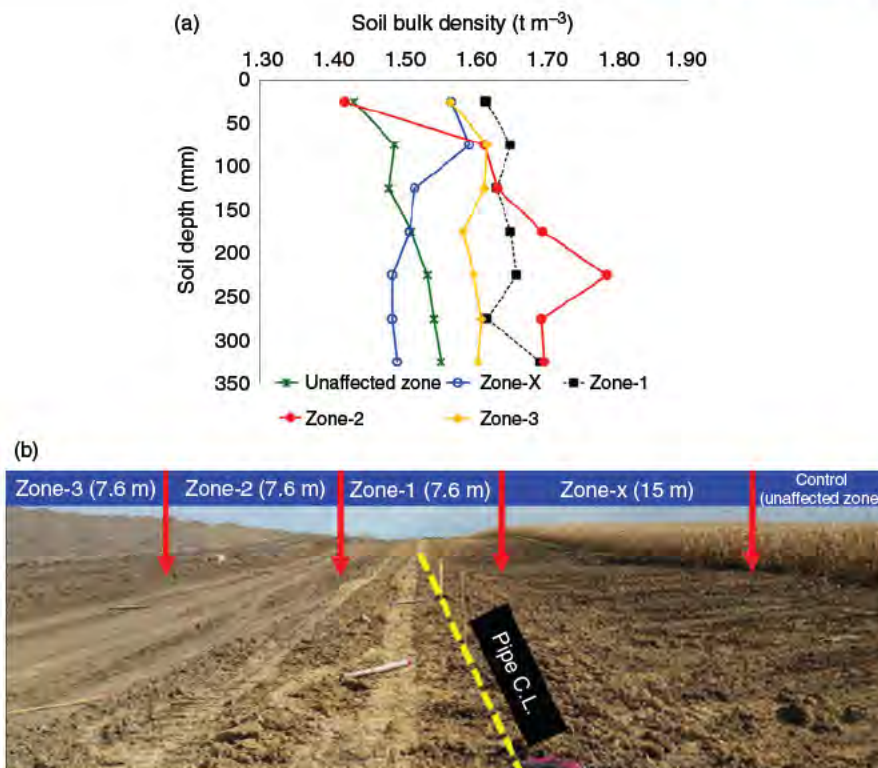 (a)
Soil bulk density (t m⁻³)
1.30 1.40 1.50 1.60 1.70 1.80 1.90
Soil depth (mm)
0
50
100
150
200
250
300
350
Unaffected zone Zone-X Zone-1
Zone-2 Zone-3
(b)
Zone-3 (7.6 m) Zone-2 (7.6 m) Zone-1 (7.6 m) Zone-x (15 m) Control
(unaffected zone
Pipe C.L.